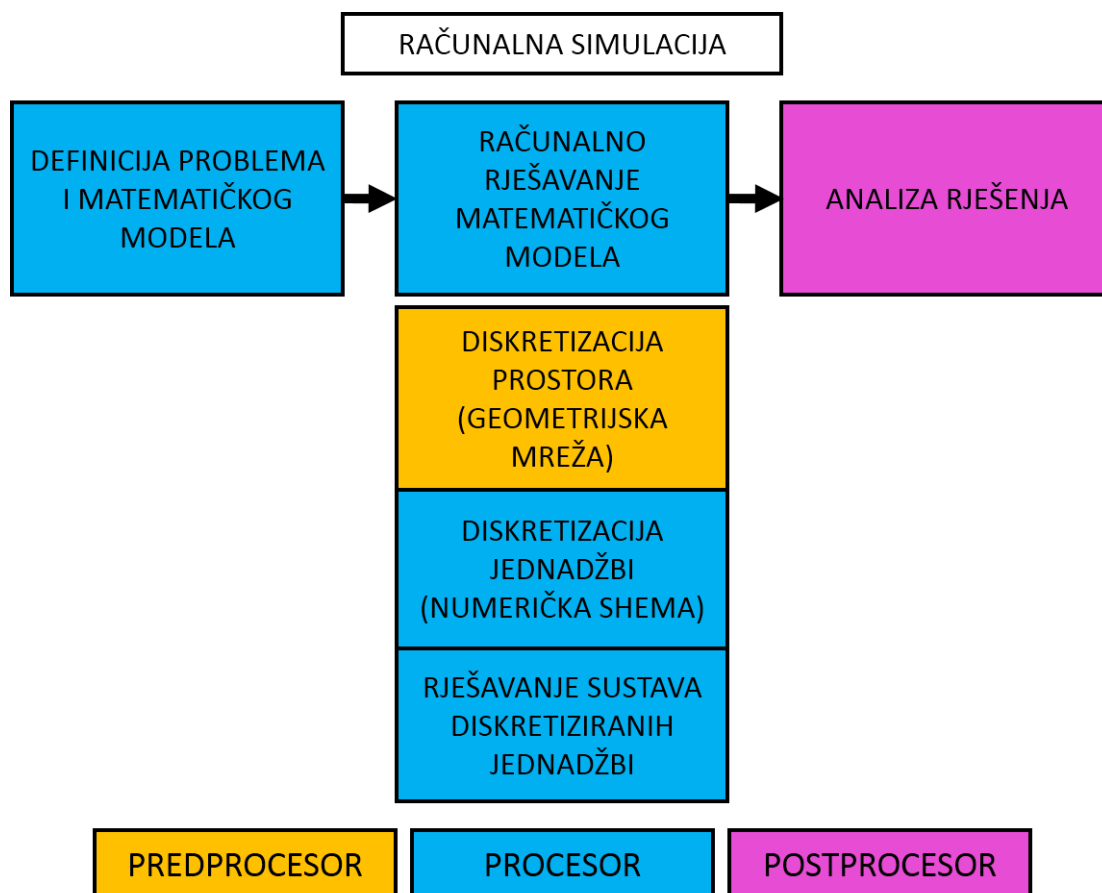 RAČUNALNA SIMULACIJA
DEFINICIJA PROBLEMA
I MATEMATIČKOG
MODELA
RAČUNALNO
RJEŠAVANJE
MATEMATIČKOG
MODELA
ANALIZA RJEŠENJA
DISKRETIZACIJA
PROSTORA
(GEOMETRIJSKA
MREŽA)
DISKRETIZACIJA
JEDNADŽBI
(NUMERIČKA SHEMA)
RJEŠAVANJE SUSTAVA
DISKRETIZIRANIH
JEDNADŽBI
PREDPROCESOR
PROCESOR
POSTPROCESOR